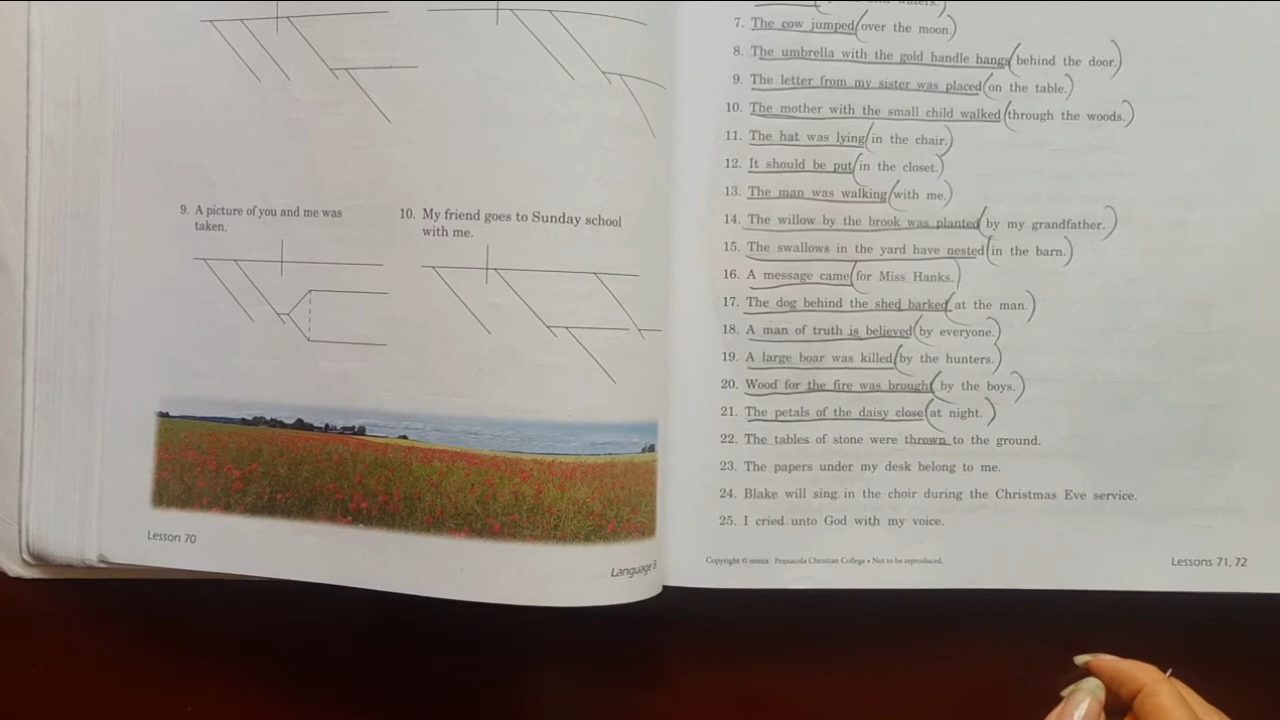 9. A picture of you and me was
taken.
10. My friend goes to Sunday school
with me.
Lesson 70
Language B
7. The cow jumped over the moon.
8. The umbrella with the gold handle hangs behind the door.
9. The letter from my sister was placed on the table.
10. The mother with the small child walked through the woods.
11. The hat was lying in the chair.
12. It should be put in the closet.
13. The man was walking with me.
14. The willow by the brook was planted by my grandfather.
15. The swallows in the yard have nested in the barn.
16. A message came for Miss Hanks.
17. The dog behind the shed barked at the man.
18. A man of truth is believed by everyone.
19. A large boar was killed by the hunters.
20. Wood for the fire was brought by the boys.
21. The petals of the daisy close at night.
22. The tables of stone were thrown to the ground.
23. The papers under my desk belong to me.
24. Blake will sing in the choir during the Christmas Eve service.
25. I cried unto God with my voice.
Copyright © Pensacola Christian College • Not to be reproduced.
Lessons 71, 72